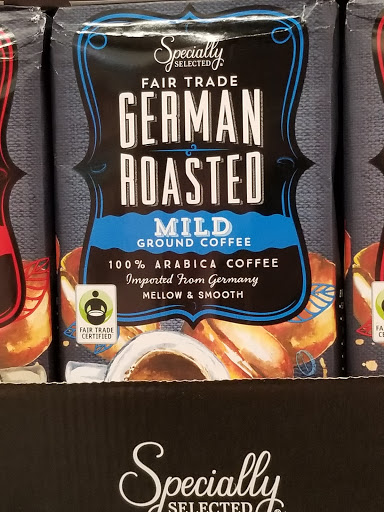 Specially
SELECTED
FAIR TRADE
GERMAN
ROASTED
MILD
GROUND COFFEE
100% ARABICA COFFEE
Imported From Germany
MELLOW & SMOOTH
FAIR TRADE
CERTIFIED
Specially
SELECTED